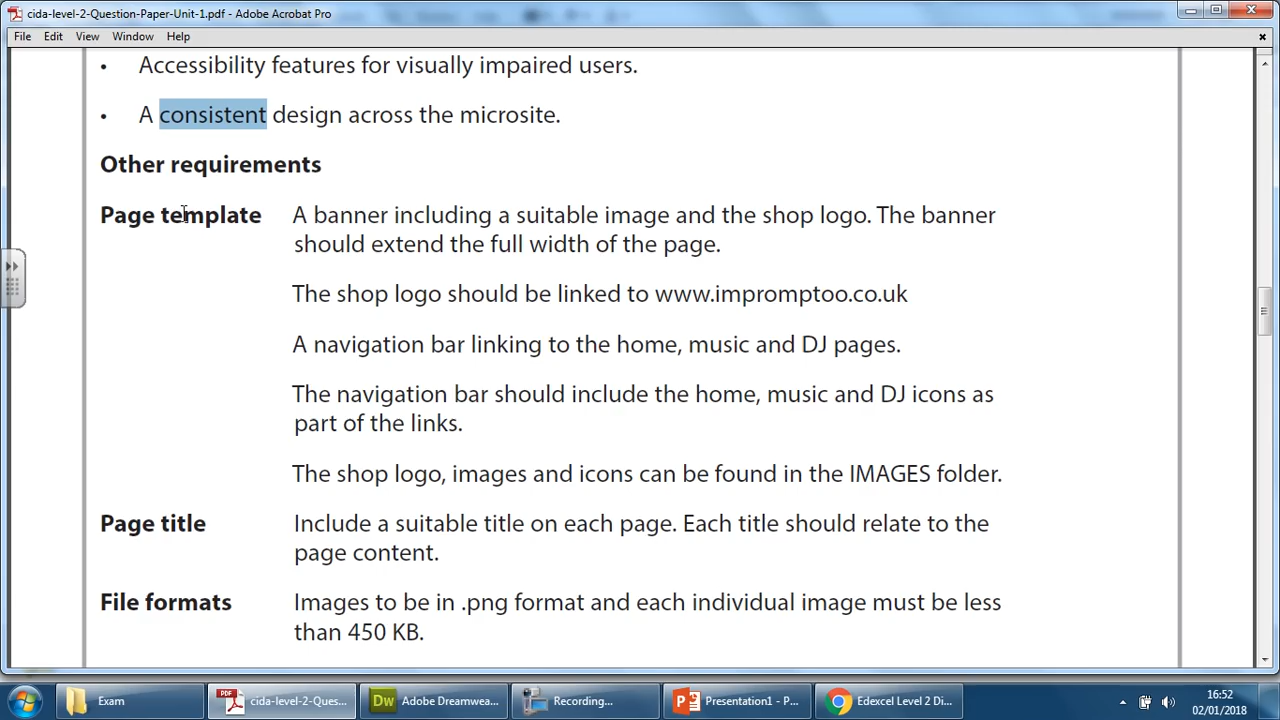 cida-level-2-Question-Paper-Unit-1.pdf - Adobe Acrobat Pro
File Edit View Window Help
• Accessibility features for visually impaired users.
• A consistent design across the microsite.
Other requirements
Page template A banner including a suitable image and the shop logo. The banner
should extend the full width of the page.
The shop logo should be linked to www.impromptoo.co.uk
A navigation bar linking to the home, music and DJ pages.
The navigation bar should include the home, music and DJ icons as
part of the links.
The shop logo, images and icons can be found in the IMAGES folder.
Page title Include a suitable title on each page. Each title should relate to the
page content.
File formats Images to be in .png format and each individual image must be less
than 450 KB.
Exam PDF cida-level-2-Ques... Dw Adobe Dreamwea... Recording... P Presentation1 - P... Edexcel Level 2 Di... 16:52
02/01/2018